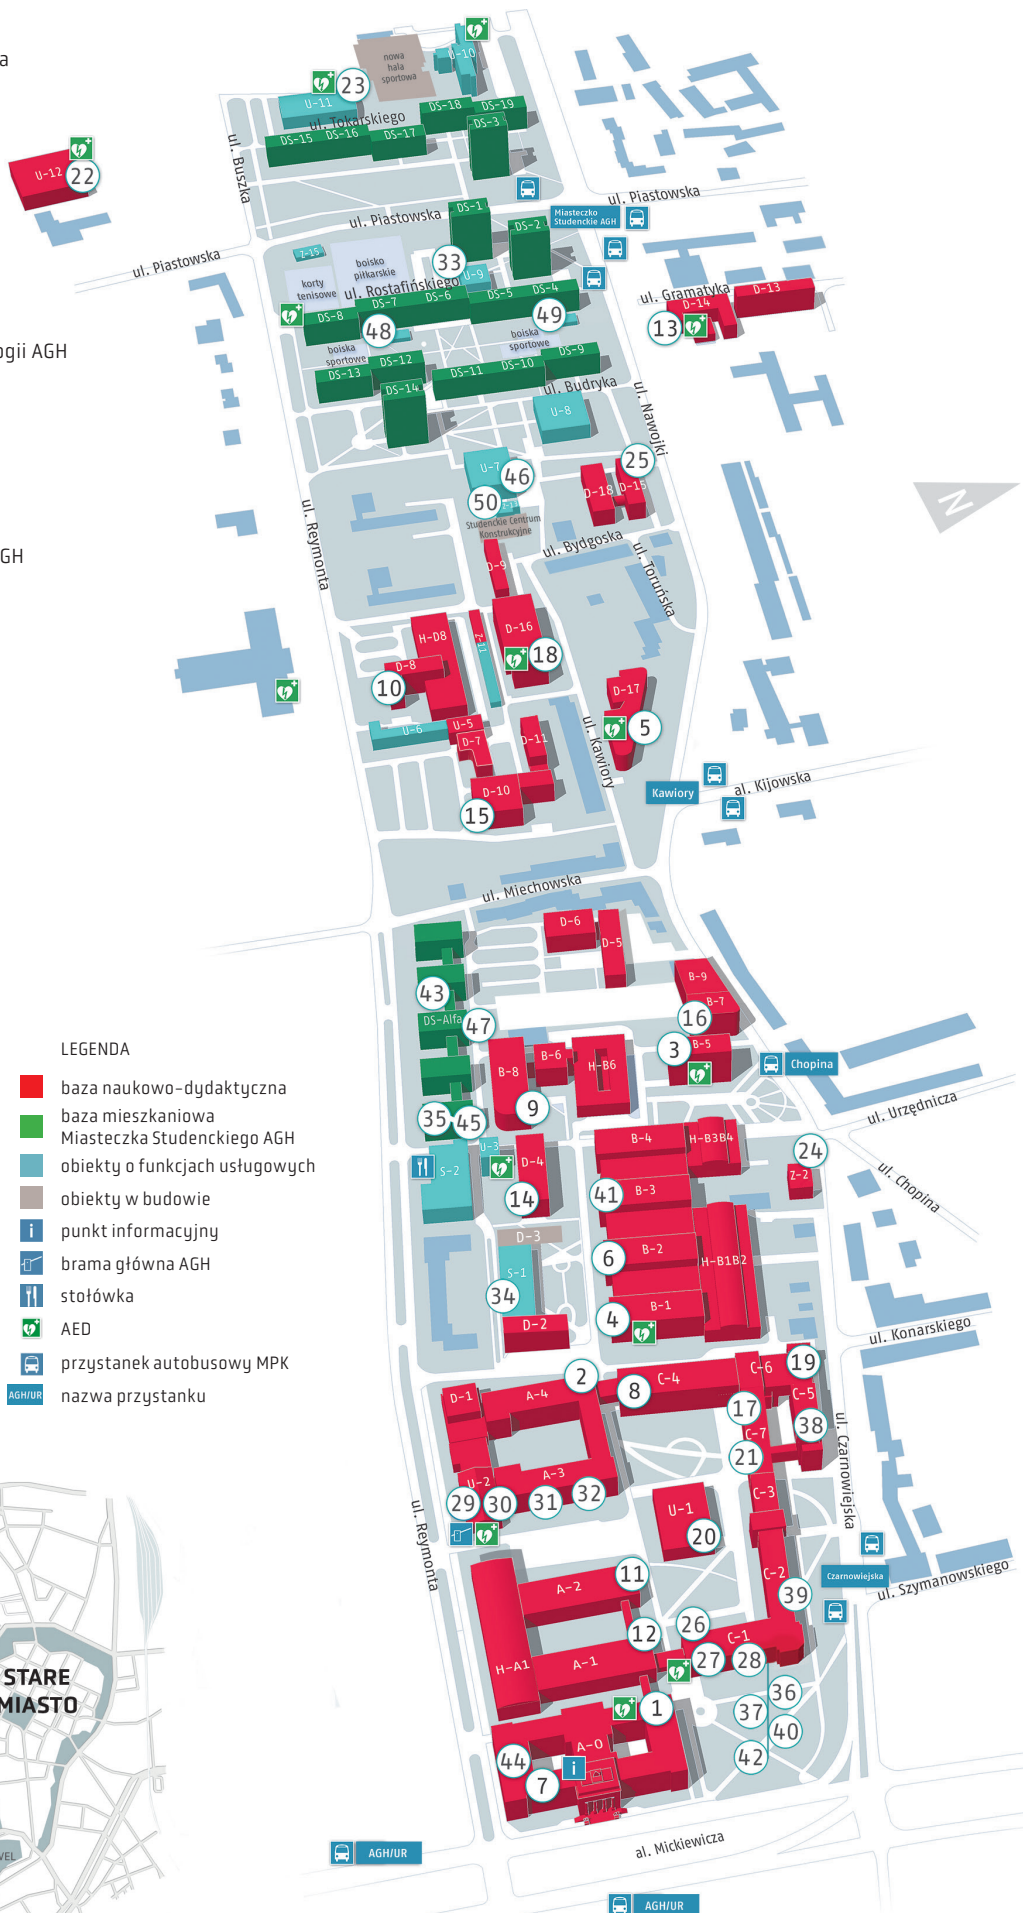 a
ogii AGH
GH
nowa
hala
sportowa
U-10
23
U-11
ul. Tokarskiego
DS-18
DS-19
DS-3
DS-15
DS-16
DS-17
ul. Buszka
U-12
22
ul. Piastowska
ul. Piastowska
ul. Piastowska
Miasteczko
Studenckie AGH
DS-1
DS-2
33
U-9
Z-15
boisko
piłkarskie
korty
tenisowe
ul. Rostafińskiego
DS-8
DS-7
DS-6
DS-5
DS-4
48
49
boiska
sportowe
boiska
sportowe
ul. Gramatyka
D-14
D-13
13
DS-13
DS-12
DS-14
DS-11
DS-10
DS-9
ul. Budryka
ul. Nawojki
U-8
U-7
46
50
25
D-18
D-15
Studenckie Centrum
Konstrukcyjne
ul. Reymonta
ul. Bydgoska
ul. Toruńska
N
D-9
H-D8
Z-11
D-16
18
D-8
10
D-17
5
U-6
U-5
D-7
D-11
ul. Kawiory
D-10
15
Kawiory
al. Kijowska
ul. Miechowska
D-6
D-5
43
DS-Alfa
47
B-9
B-7
16
3
B-5
B-8
B-6
H-B6
9
Chopina
ul. Urzędnicza
ul. Chopina
35
45
S-2
U-3
D-4
14
B-4
H-B3B4
24
Z-2
41
B-3
D-3
S-1
34
D-2
6
B-2
H-B1B2
4
B-1
ul. Konarskiego
LEGENDA
baza naukowo-dydaktyczna
baza mieszkaniowa
Miasteczka Studenckiego AGH
obiekty o funkcjach usługowych
obiekty w budowie
i punkt informacyjny
brama główna AGH
stołówka
AED
przystanek autobusowy MPK
AGH/UR nazwa przystanku
2
8
C-4
C-6
19
D-1
A-4
C-5
17
38
C-7
21
ul. Czarnowiejska
A-3
U-2
29
30
31
32
C-3
U-1
20
ul. Reymonta
Czarnowiejska
ul. Szymanowskiego
A-2
11
C-2
39
12
26
C-1
27
28
H-A1
A-1
1
36
37
40
42
A-0
i
44
7
al. Mickiewicza
AGH/UR
AGH/UR
STARE
MIASTO
VEL